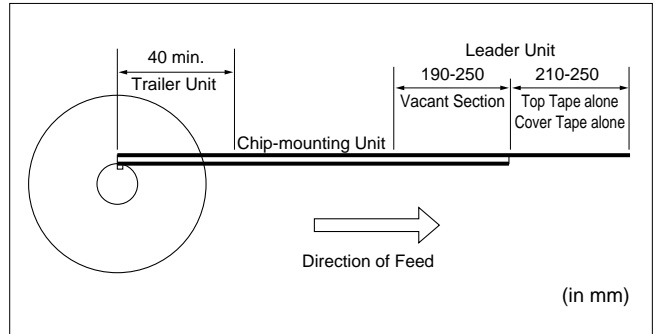 Leader Unit
40 min.
Trailer Unit
190-250
Vacant Section
210-250
Top Tape alone
Cover Tape alone
Chip-mounting Unit
Direction of Feed
(in mm)